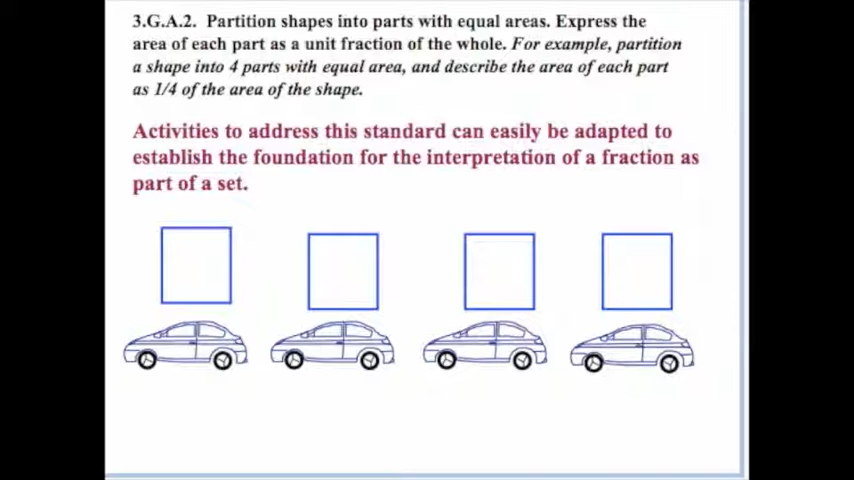 3.G.A.2. Partition shapes into parts with equal areas. Express the
area of each part as a unit fraction of the whole. For example, partition
a shape into 4 parts with equal area, and describe the area of each part
as 1/4 of the area of the shape.
Activities to address this standard can easily be adapted to
establish the foundation for the interpretation of a fraction as
part of a set.